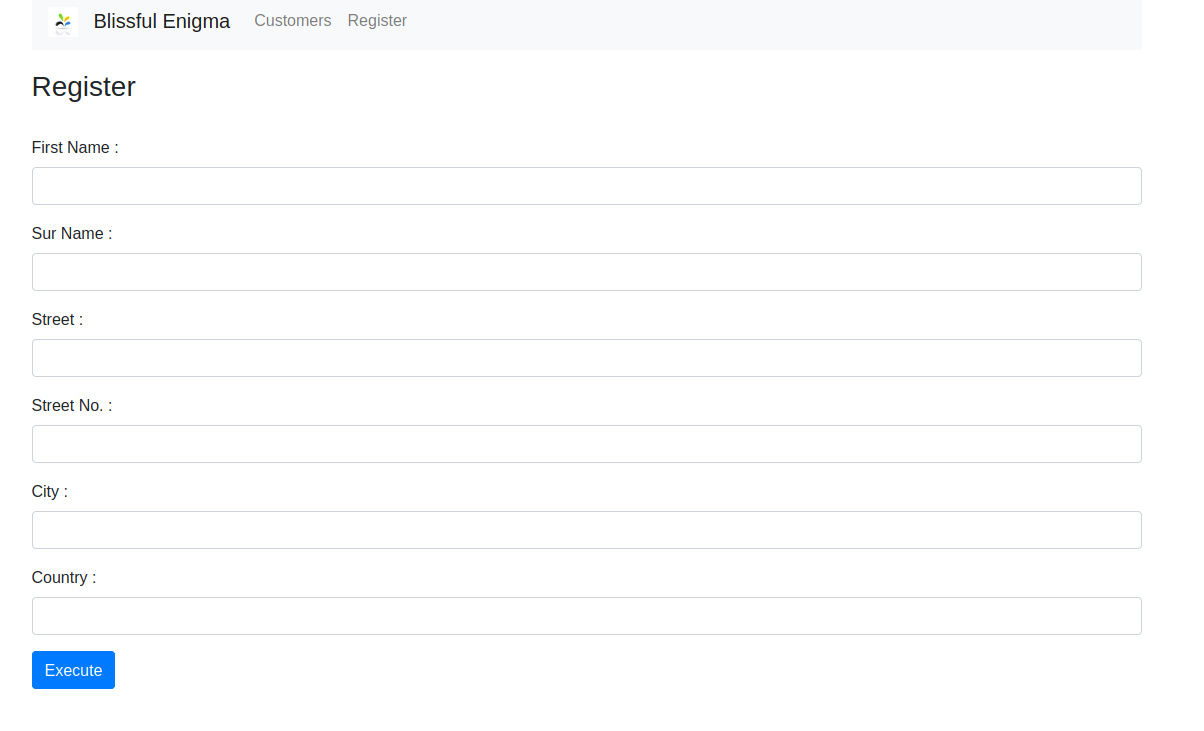 Blissful Enigma Customers Register
Register
First Name :
Sur Name :
Street :
Street No. :
City :
Country :
Execute